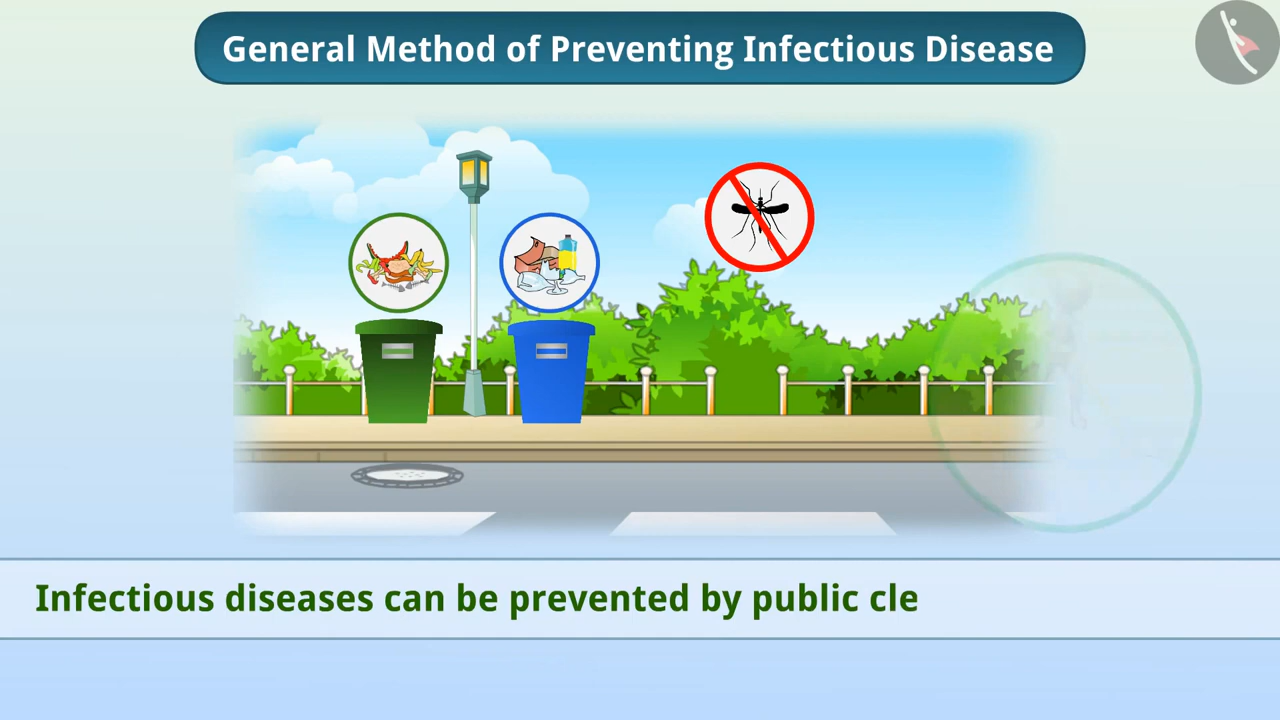 General Method of Preventing Infectious Disease
Infectious diseases can be prevented by public cle